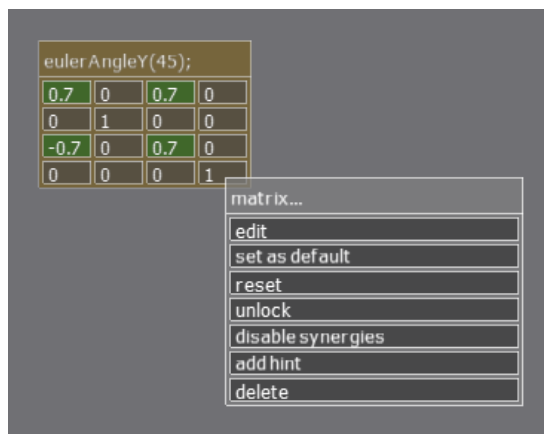 eulerAngleY(45);
0.7 0 0.7 0
0 1 0 0
-0.7 0 0.7 0
0 0 0 1
matrix...
edit
set as default
reset
unlock
disable synergies
add hint
delete